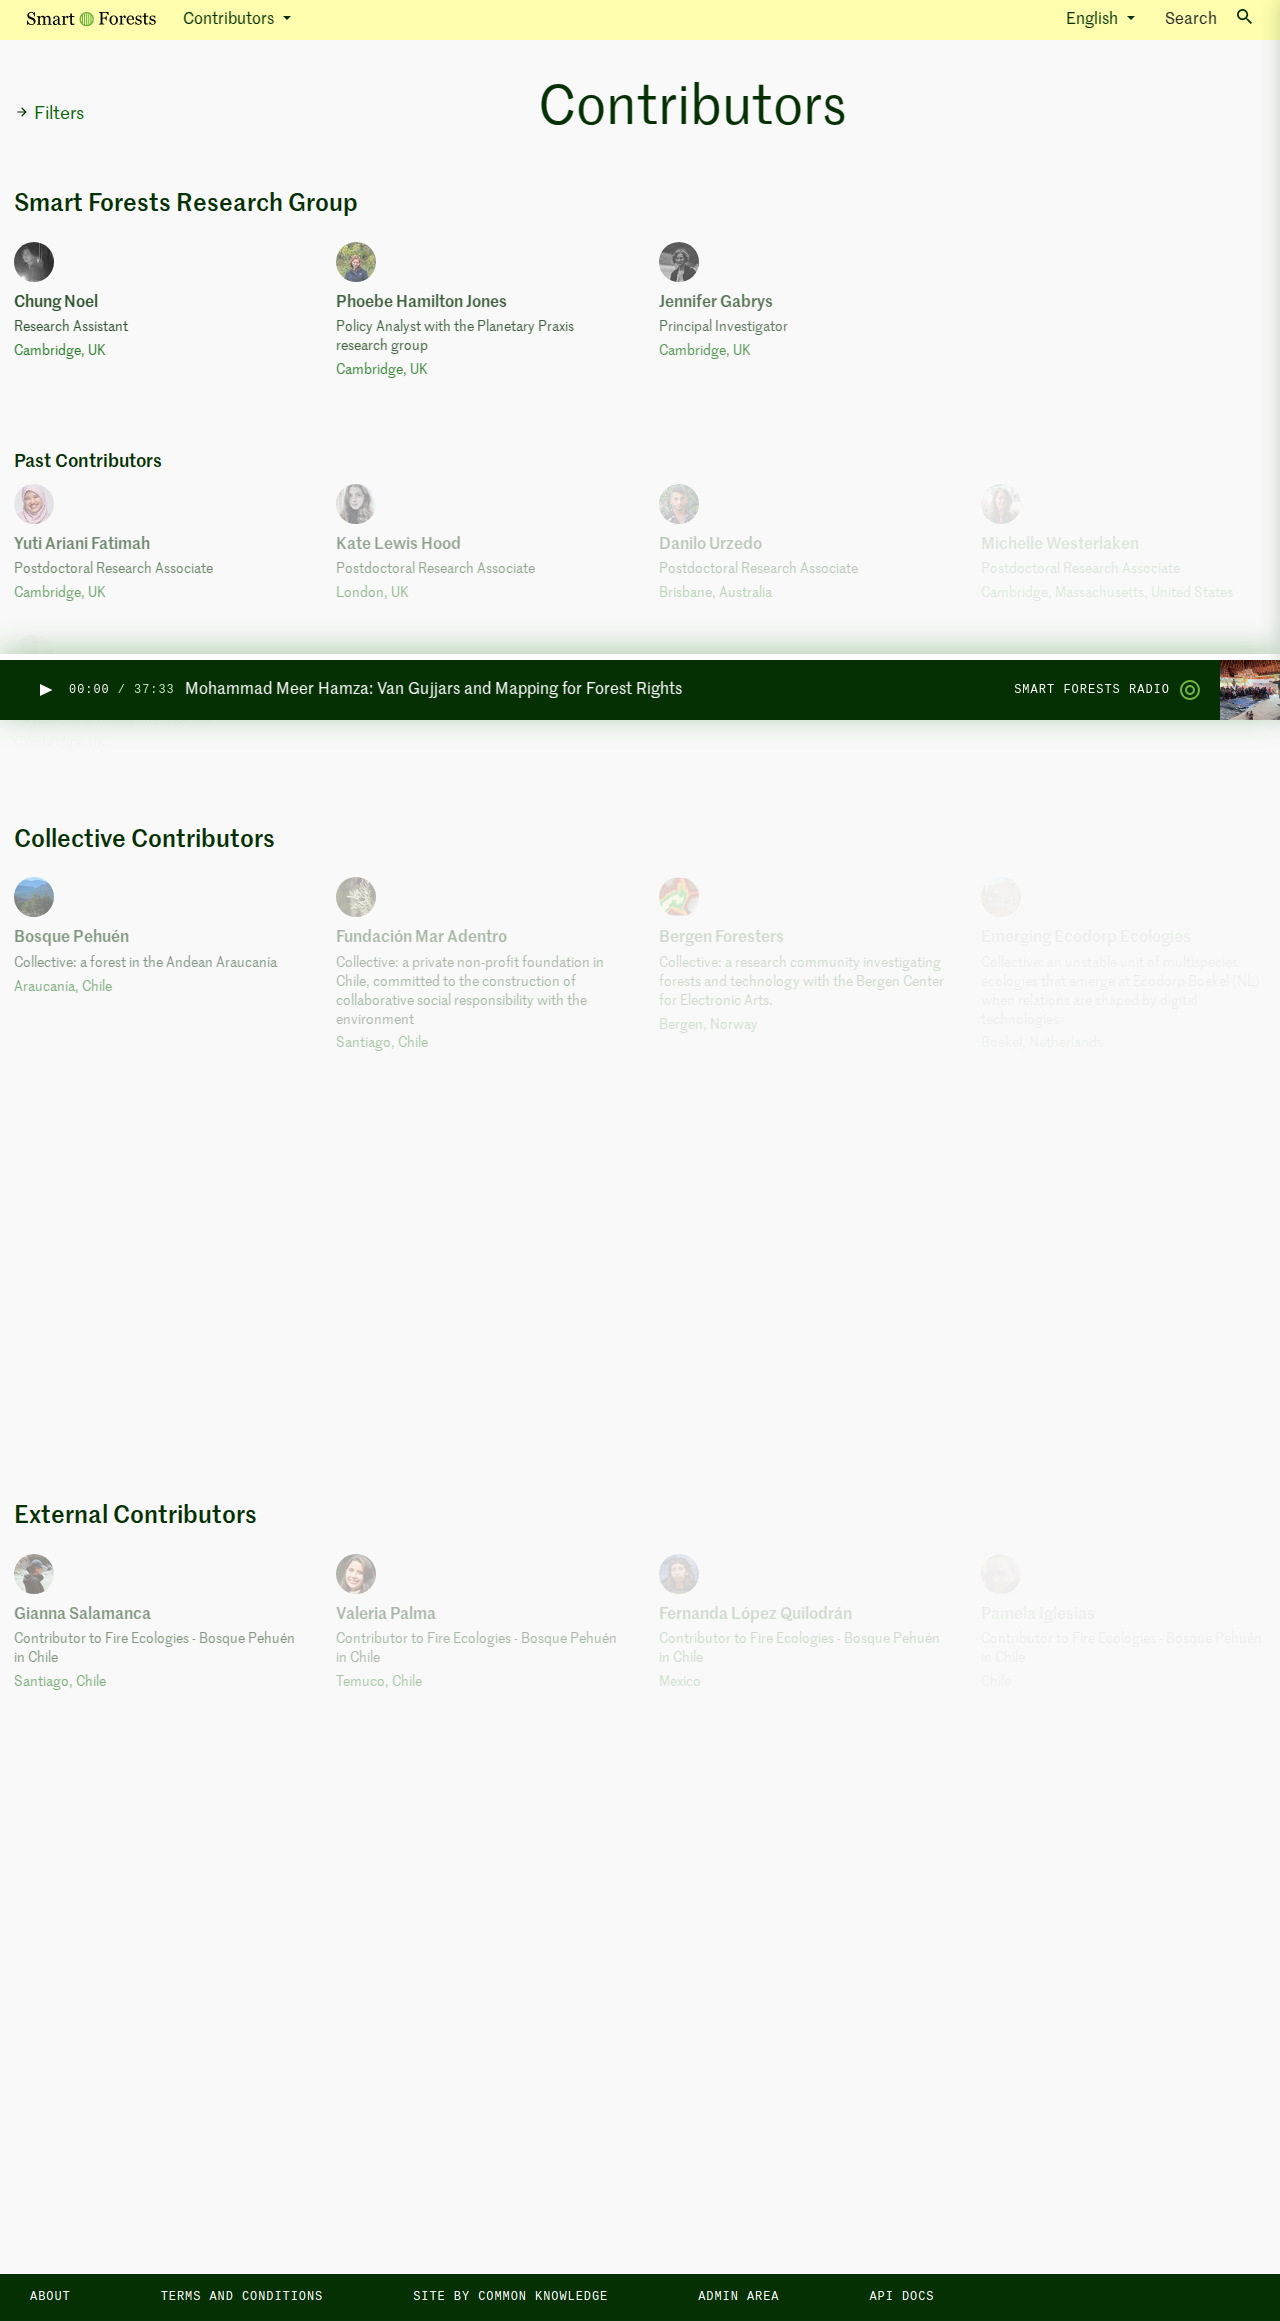 Smart Forests Contributors English Search
Filters
Contributors
Smart Forests Research Group
Chung Noel
Research Assistant
Cambridge, UK
Phoebe Hamilton Jones
Policy Analyst with the Planetary Praxis
research group
Cambridge, UK
Jennifer Gabrys
Principal Investigator
Cambridge, UK
Past Contributors
Yuti Ariani Fatimah
Postdoctoral Research Associate
Cambridge, UK
Kate Lewis Hood
Postdoctoral Research Associate
London, UK
Danilo Urzedo
Postdoctoral Research Associate
Brisbane, Australia
Michelle Westerlaken
Postdoctoral Research Associate
Cambridge, Massachusetts, United States
00:00 / 37:33 Mohammad Meer Hamza: Van Gujjars and Mapping for Forest Rights SMART FORESTS RADIO
Collective Contributors
Bosque Pehuén
Collective: a forest in the Andean Araucanía
Araucanía, Chile
Fundación Mar Adentro
Collective: a private non-profit foundation in
Chile, committed to the construction of
collaborative social responsibility with the
environment
Santiago, Chile
Bergen Foresters
Collective: a research community investigating
forests and technology with the Bergen Center
for Electronic Arts.
Bergen, Norway
Emerging Ecodorp Ecologies
Collective: an unstable unit of multispecies
ecologies that emerge at Ecodorp Boekel (NL)
when relations are shaped by digital
technologies
Boekel, Netherlands
External Contributors
Gianna Salamanca
Contributor to Fire Ecologies - Bosque Pehuén
in Chile
Santiago, Chile
Valeria Palma
Contributor to Fire Ecologies - Bosque Pehuén
in Chile
Temuco, Chile
Fernanda López Quilodrán
Contributor to Fire Ecologies - Bosque Pehuén
in Chile
Mexico
Pamela Iglesias
Contributor to Fire Ecologies - Bosque Pehuén
in Chile
Chile
ABOUT TERMS AND CONDITIONS SITE BY COMMON KNOWLEDGE ADMIN AREA API DOCS